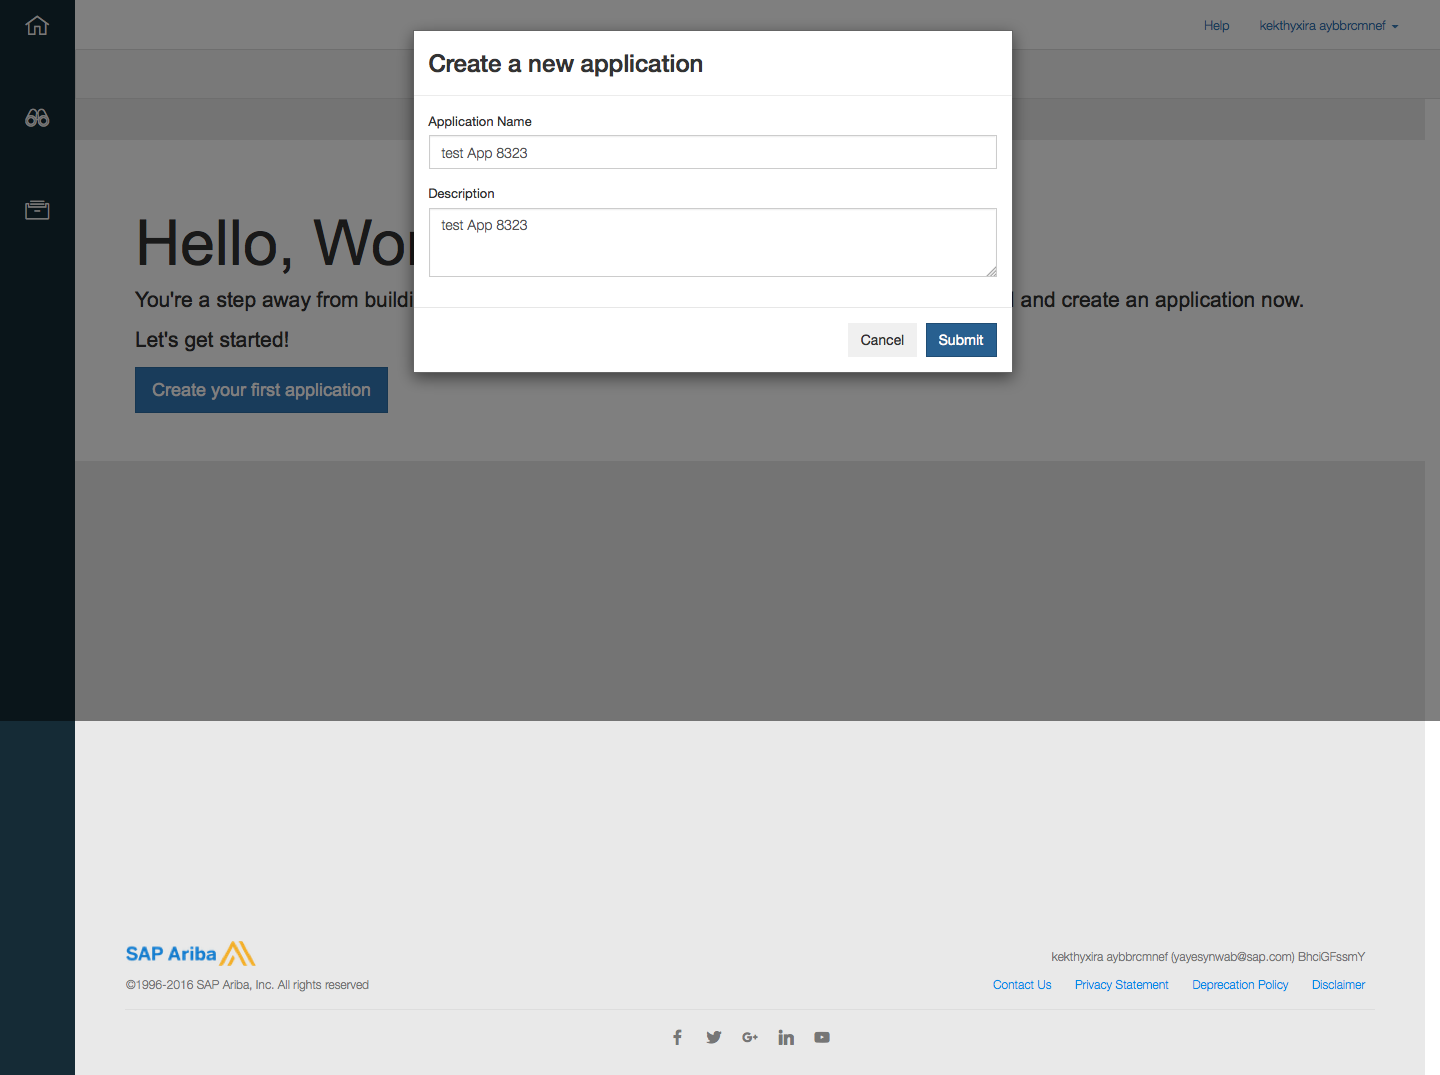 Help kekthyxira aybbrcmnef
Create a new application
Application Name
test App 8323
Description
test App 8323
Cancel Submit
Hello, Wor
You're a step away from buildi and create an application now.
Let's get started!
Create your first application
SAP Ariba
kekthyxira aybbrcmnef (yayesynwab@sap.com) BhciGFssmY
©1996-2016 SAP Ariba, Inc. All rights reserved
Contact Us Privacy Statement Deprecation Policy Disclaimer